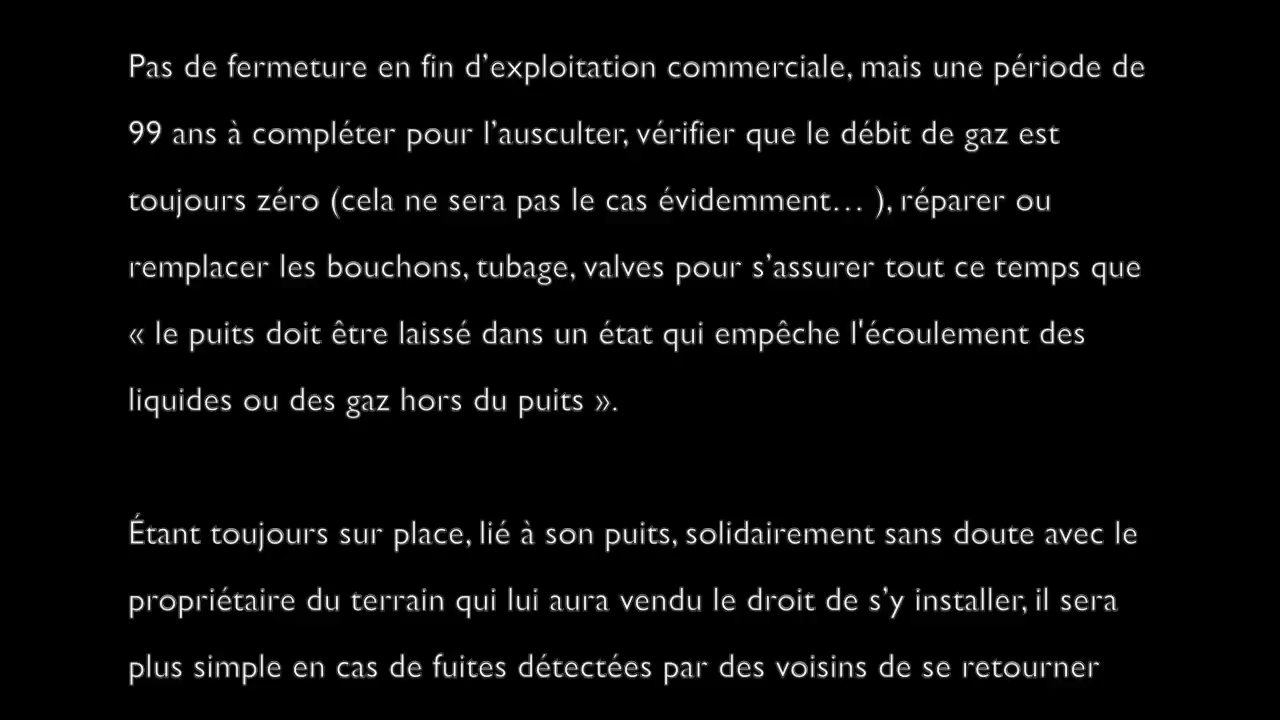 Pas de fermeture en fin d’exploitation commerciale, mais une période de
99 ans à compléter pour l’ausculter, vérifier que le débit de gaz est
toujours zéro (cela ne sera pas le cas évidemment… ), réparer ou
remplacer les bouchons, tubage, valves pour s’assurer tout ce temps que
« le puits doit être laissé dans un état qui empêche l'écoulement des
liquides ou des gaz hors du puits ».
Étant toujours sur place, lié à son puits, solidairement sans doute avec le
propriétaire du terrain qui lui aura vendu le droit de s’y installer, il sera
plus simple en cas de fuites détectées par des voisins de se retourner